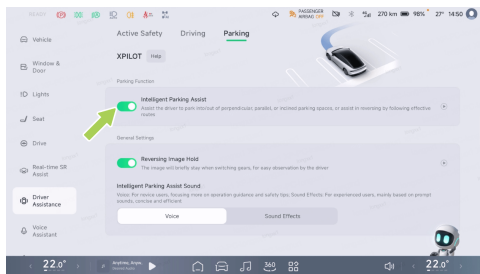 READY
PASSENGER
AIRBAG OFF
270 km
98%
27°
14:50
Vehicle
Window &
Door
Lights
Seat
Drive
Real-time SR
Assist
Driver
Assistance
Voice
Assistant
Active Safety
Driving
Parking
XPILOT
Help
Parking Function
Intelligent Parking Assist
Assist the driver to park into/out of perpendicular, parallel, or inclined parking spaces, or assist in reversing by following effective
routes
General Settings
Reversing Image Hold
The image will briefly stay when switching gears, for easy observation by the driver
Intelligent Parking Assist Sound:
Voice: For novice users, focusing more on operation guidance and safety tips; Sound Effects: For experienced users, mainly based on prompt
sounds, concise and efficient
Voice
Sound Effects
22.0°
360
22.0°